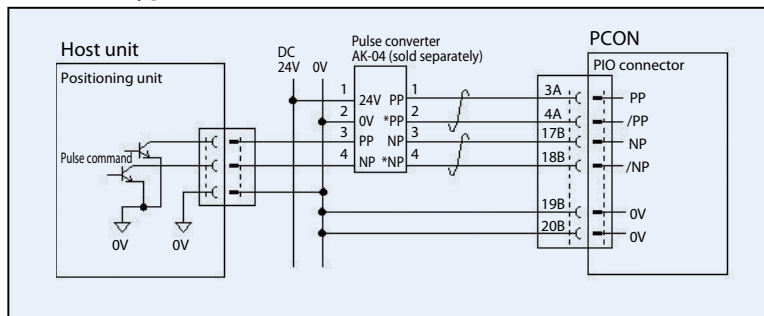 Host unit
Positioning unit
Pulse command
0V
0V
DC
24V 0V
Pulse converter
AK-04 (sold separately)
1 24V PP 1
2 0V *PP 2
3 PP NP 3
4 NP *NP 4
PCON
PIO connector
3A PP
4A /PP
17B NP
18B /NP
19B 0V
20B 0V